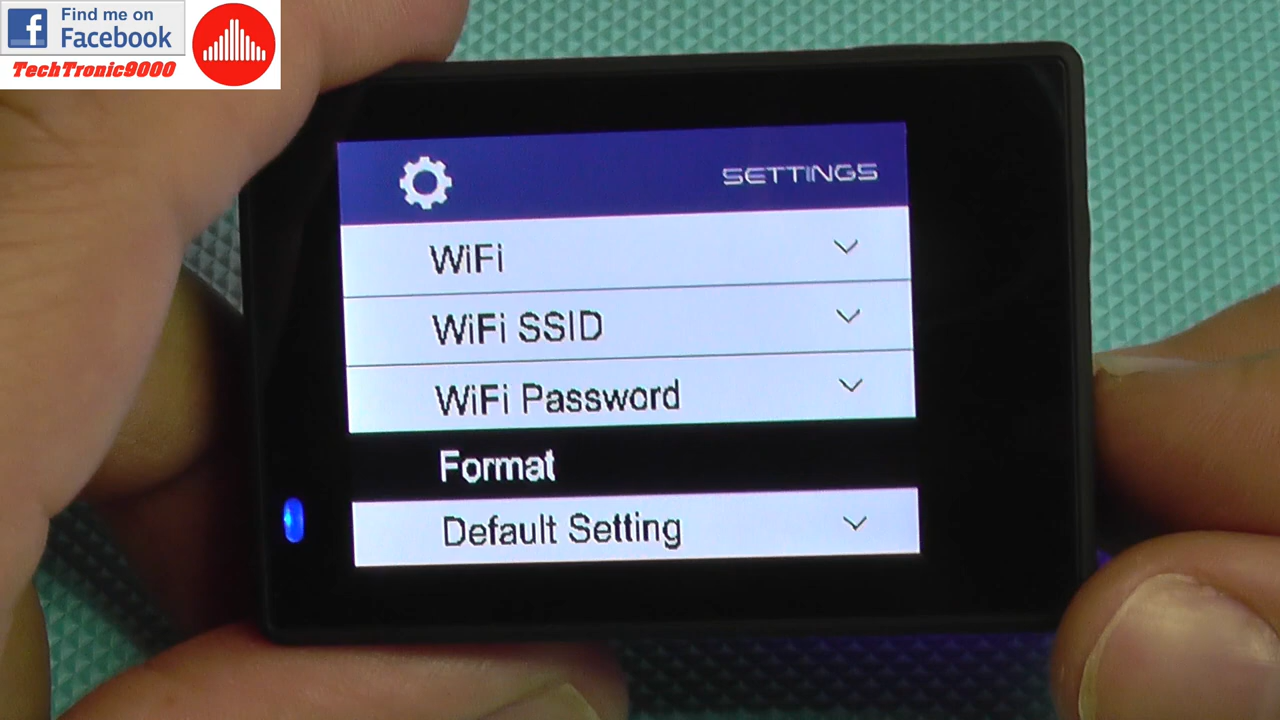 Find me on
Facebook
TechTronic9000
SETTINGS
WiFi
WiFi SSID
WiFi Password
Format
Default Setting